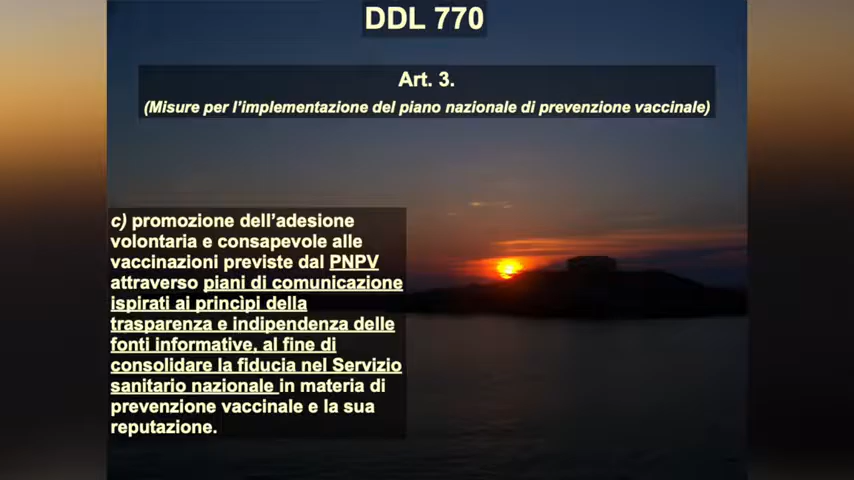 DDL 770
Art. 3.
(Misure per l'implementazione del piano nazionale di prevenzione vaccinale)
c) promozione dell'adesione
volontaria e consapevole alle
vaccinazioni previste dal PNPV
attraverso piani di comunicazione
ispirati ai princìpi della
trasparenza e indipendenza delle
fonti informative, al fine di
consolidare la fiducia nel Servizio
sanitario nazionale in materia di
prevenzione vaccinale e la sua
reputazione.